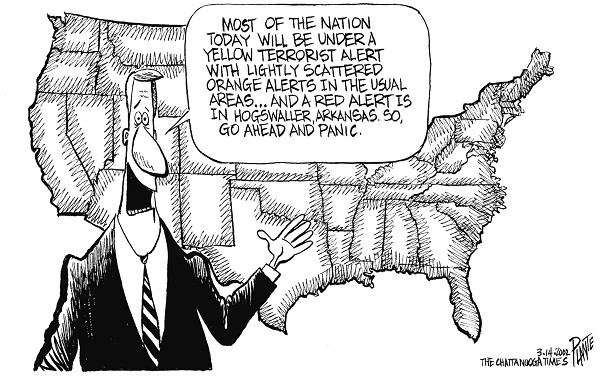 MOST OF THE NATION
TODAY WILL BE UNDER A
YELLOW TERRORIST ALERT
WITH LIGHTLY SCATTERED
ORANGE ALERTS IN THE USUAL
AREAS... AND A RED ALERT IS
IN HOGSWALLER, ARKANSAS. SO,
GO AHEAD AND PANIC.
3-14-2002
THE CHATTANOOGA TIMES
PLANTE